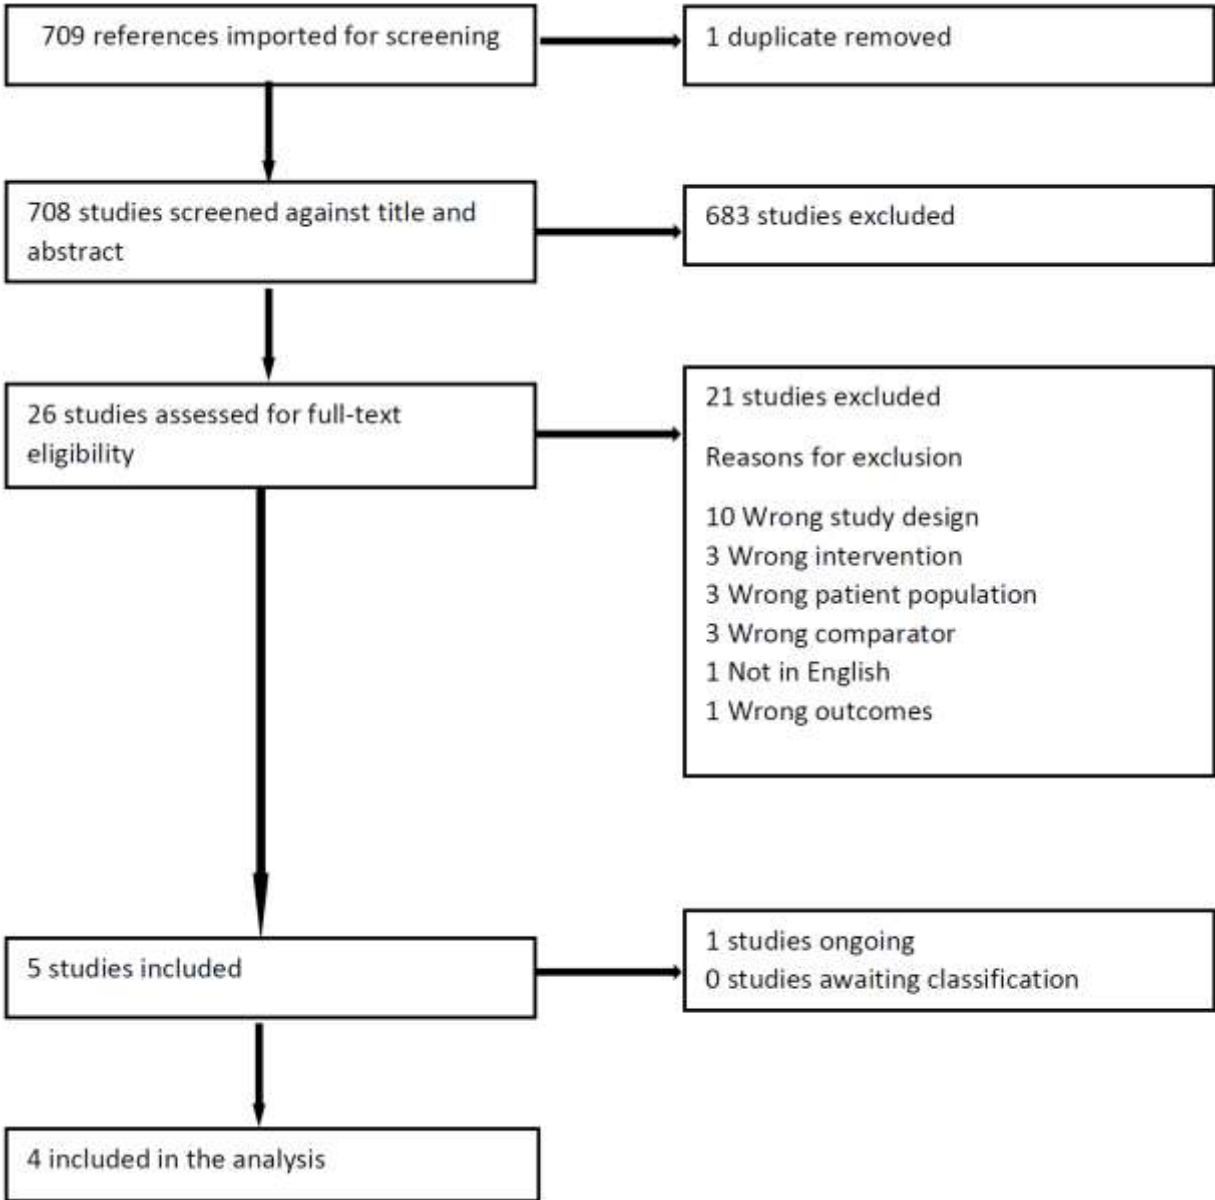 709 references imported for screening
1 duplicate removed
708 studies screened against title and
abstract
683 studies excluded
26 studies assessed for full-text
eligibility
21 studies excluded
Reasons for exclusion
10 Wrong study design
3 Wrong intervention
3 Wrong patient population
3 Wrong comparator
1 Not in English
1 Wrong outcomes
5 studies included
1 studies ongoing
0 studies awaiting classification
4 included in the analysis